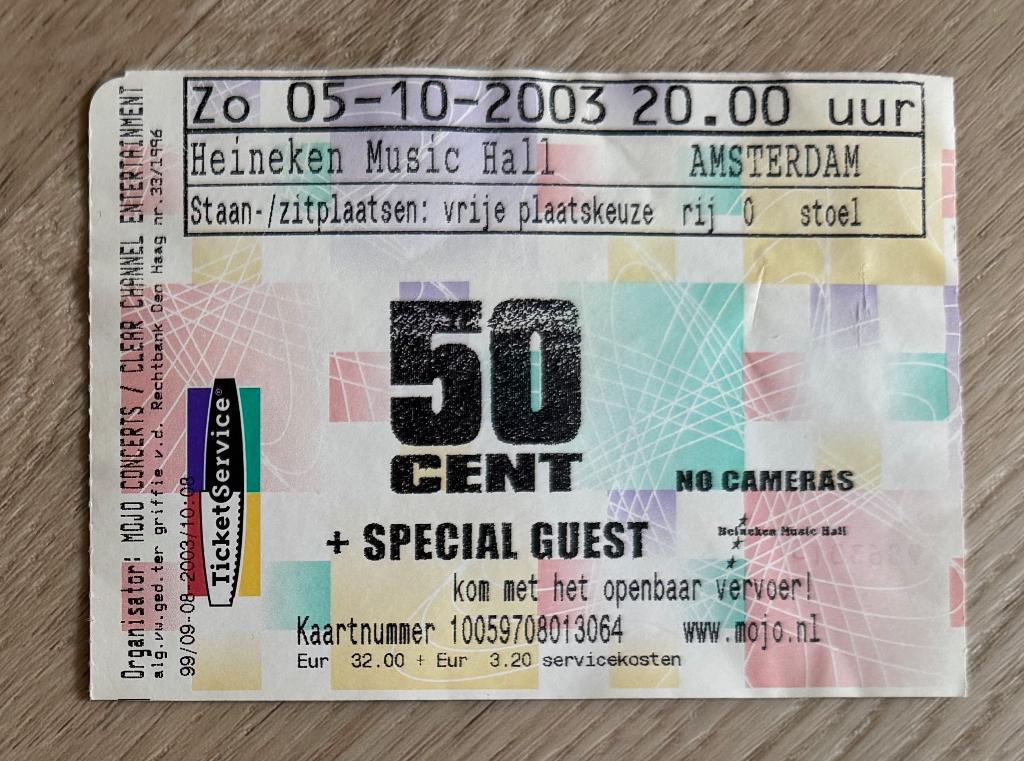 Zo 05-10-2003 20.00 uur
Heineken Music Hall AMSTERDAM
Staan-/zitplaatsen: vrije plaatskeuze rij 0 stoel
50
CENT
NO CAMERAS
+ SPECIAL GUEST
Heineken Music Hall
kom met het openbaar vervoer!
Kaartnummer 10059708013064 www.mojo.nl
Eur 32.00 + Eur 3.20 servicekosten
Organisator: MOJO CONCERTS / CLEAR CHANNEL ENTERTAINMENT
alg.vw.ged.ter griffie v.d. Rechtbank Den Haag nr.33/1996
99/09-08-2003/10:08
TicketService®